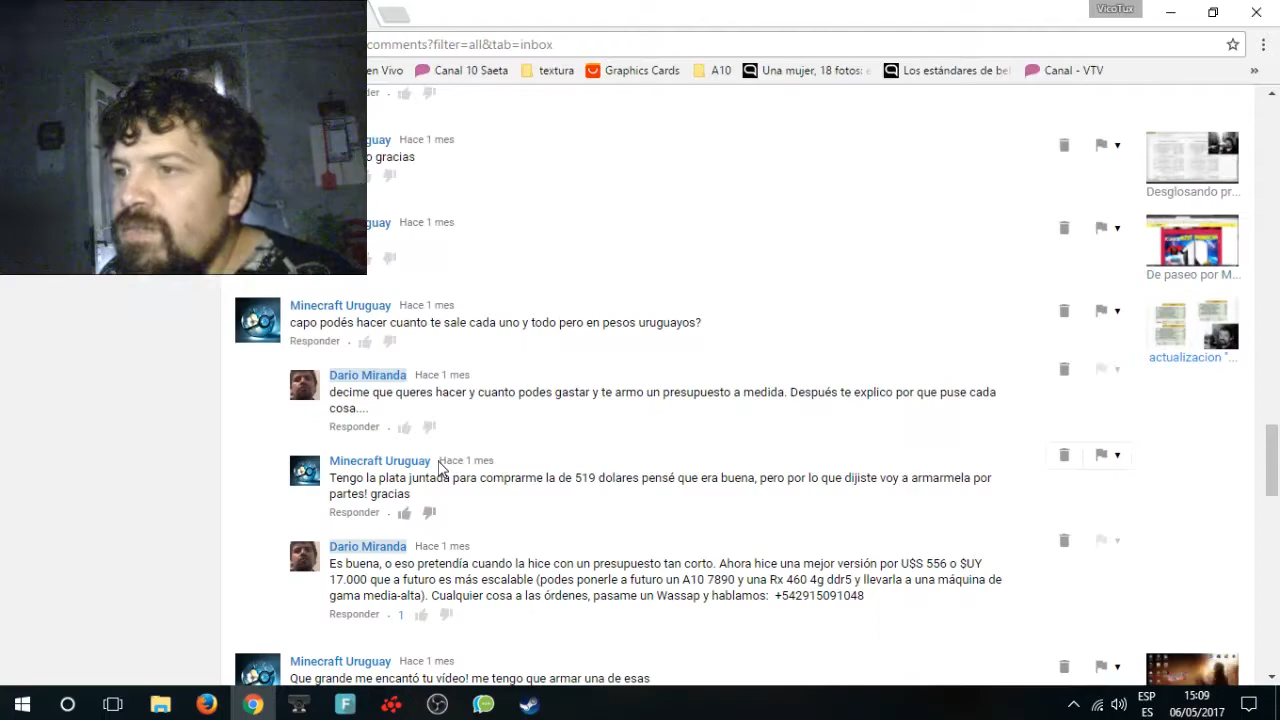 VicoTux
comments?filter=all&tab=inbox
en Vivo
Canal 10 Saeta
textura
Graphics Cards
A10
Una mujer, 18 fotos: e
Los estándares de bel
Canal - VTV
»
der .
guay Hace 1 mes
o gracias
guay Hace 1 mes
Desglosando pr...
De paseo por M...
Minecraft Uruguay Hace 1 mes
capo podés hacer cuanto te sale cada uno y todo pero en pesos uruguayos?
Responder .
actualizacion "...
Dario Miranda Hace 1 mes
decime que queres hacer y cuanto podes gastar y te armo un presupuesto a medida. Después te explico por que puse cada
cosa....
Responder .
Minecraft Uruguay Hace 1 mes
Tengo la plata juntada para comprarme la de 519 dolares pensé que era buena, pero por lo que dijiste voy a armarmela por
partes! gracias
Responder .
Dario Miranda Hace 1 mes
Es buena, o eso pretendía cuando la hice con un presupuesto tan corto. Ahora hice una mejor versión por U$S 556 o $UY
17.000 que a futuro es más escalable (podes ponerle a futuro un A10 7890 y una Rx 460 4g ddr5 y llevarla a una máquina de
gama media-alta). Cualquier cosa a las órdenes, pasame un Wassap y hablamos: +542915091048
Responder . 1
Minecraft Uruguay Hace 1 mes
Que grande me encantó tu vídeo! me tengo que armar una de esas
ESP
ES
15:09
06/05/2017